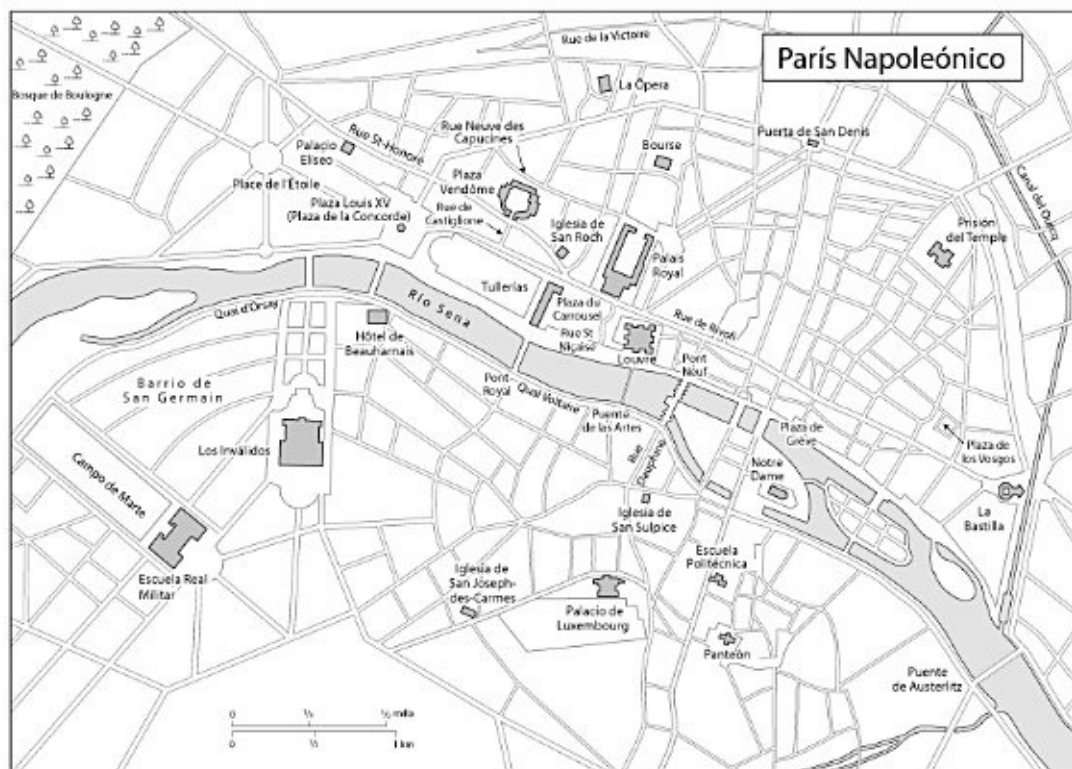 París Napoleónico
Rue de la Victoire
La Ópera
Bosque de Boulogne
Rue Neuve des
Capucines
Rue St-Honoré
Palacio
Eliseo
Bourse
Puerta de San Denis
Canal del Ourcq
Place de l'Étoile
Plaza
Vendôme
Plaza Louis XV
(Plaza de la Concorde)
Rue de
Castiglione
Iglesia de
San Roch
Palais
Royal
Prisión
del Temple
Tullerías
Río Sena
Quai d'Orsay
Plaza du
Carrousel
Rue de Rivoli
Rue St
Niçaise
Louvre
Hôtel de
Beauharnais
Pont
Neuf
Barrio de
San Germain
Pont
Royal
Quai Voltaire
Puente
de las Artes
Plaza de
Grève
Plaza de
los Vosgos
Los Inválidos
Rue
Dauphine
Notre
Dame
Campo de Marte
La
Bastilla
Iglesia de
San Sulpice
Escuela
Politécnica
Escuela Real
Militar
Iglesia de
San Joseph-
des-Carmes
Palacio de
Luxembourg
Panteón
Puente
de Austerlitz
0 milla
0 1 km